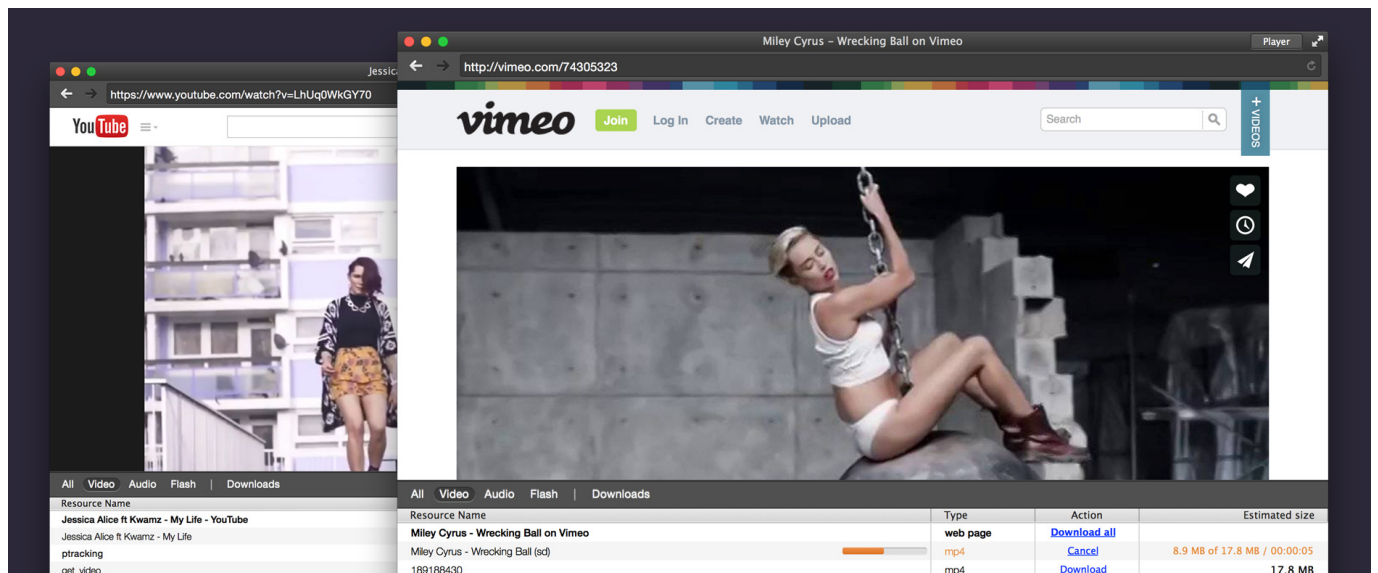 Jessica
https://www.youtube.com/watch?v=LhUq0WkGY70
YouTube
All Video Audio Flash | Downloads
Resource Name
Jessica Alice ft Kwamz - My Life - YouTube
Jessica Alice ft Kwamz - My Life
ptracking
get_video
Miley Cyrus – Wrecking Ball on Vimeo
Player
http://vimeo.com/74305323
vimeo Join Log In Create Watch Upload Search
+ VIDEOS
All Video Audio Flash | Downloads
Resource Name Type Action Estimated size
Miley Cyrus - Wrecking Ball on Vimeo web page Download all
Miley Cyrus - Wrecking Ball (sd) mp4 Cancel 8.9 MB of 17.8 MB / 00:00:05
189188430 mp4 Download 17.8 MB